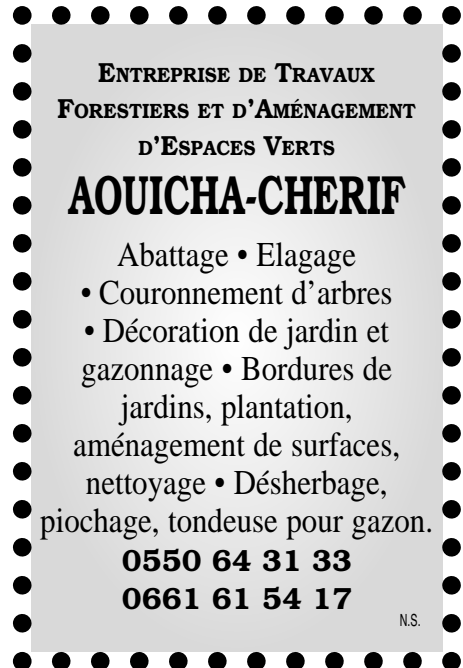 ENTREPRISE DE TRAVAUX
FORESTIERS ET D'AMÉNAGEMENT
D'ESPACES VERTS
AOUICHA-CHERIF
Abattage • Elagage
• Couronnement d'arbres
• Décoration de jardin et
gazonnage • Bordures de
jardins, plantation,
aménagement de surfaces,
nettoyage • Désherbage,
piochage, tondeuse pour gazon.
0550 64 31 33
0661 61 54 17
N.S.